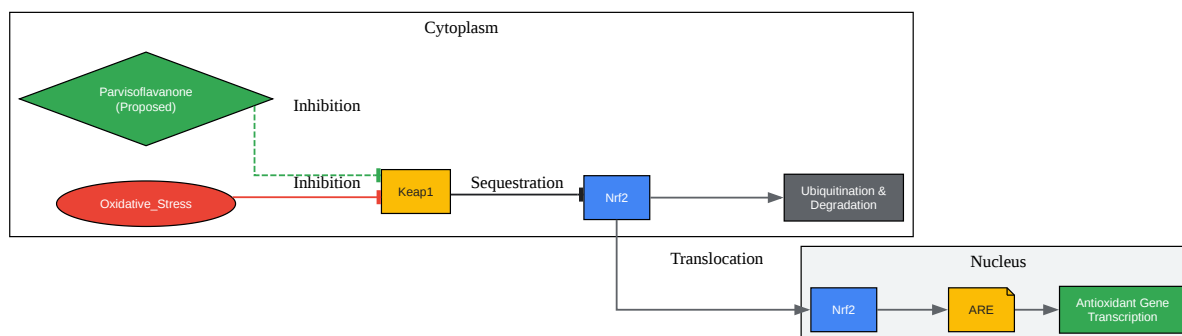 Cytoplasm
Parvisoflavanone
(Proposed)
Inhibition
Inhibition
Oxidative_Stress
Keap1
Sequestration
Nrf2
Ubiquitination &
Degradation
Translocation
Nucleus
Nrf2
ARE
Antioxidant Gene
Transcription